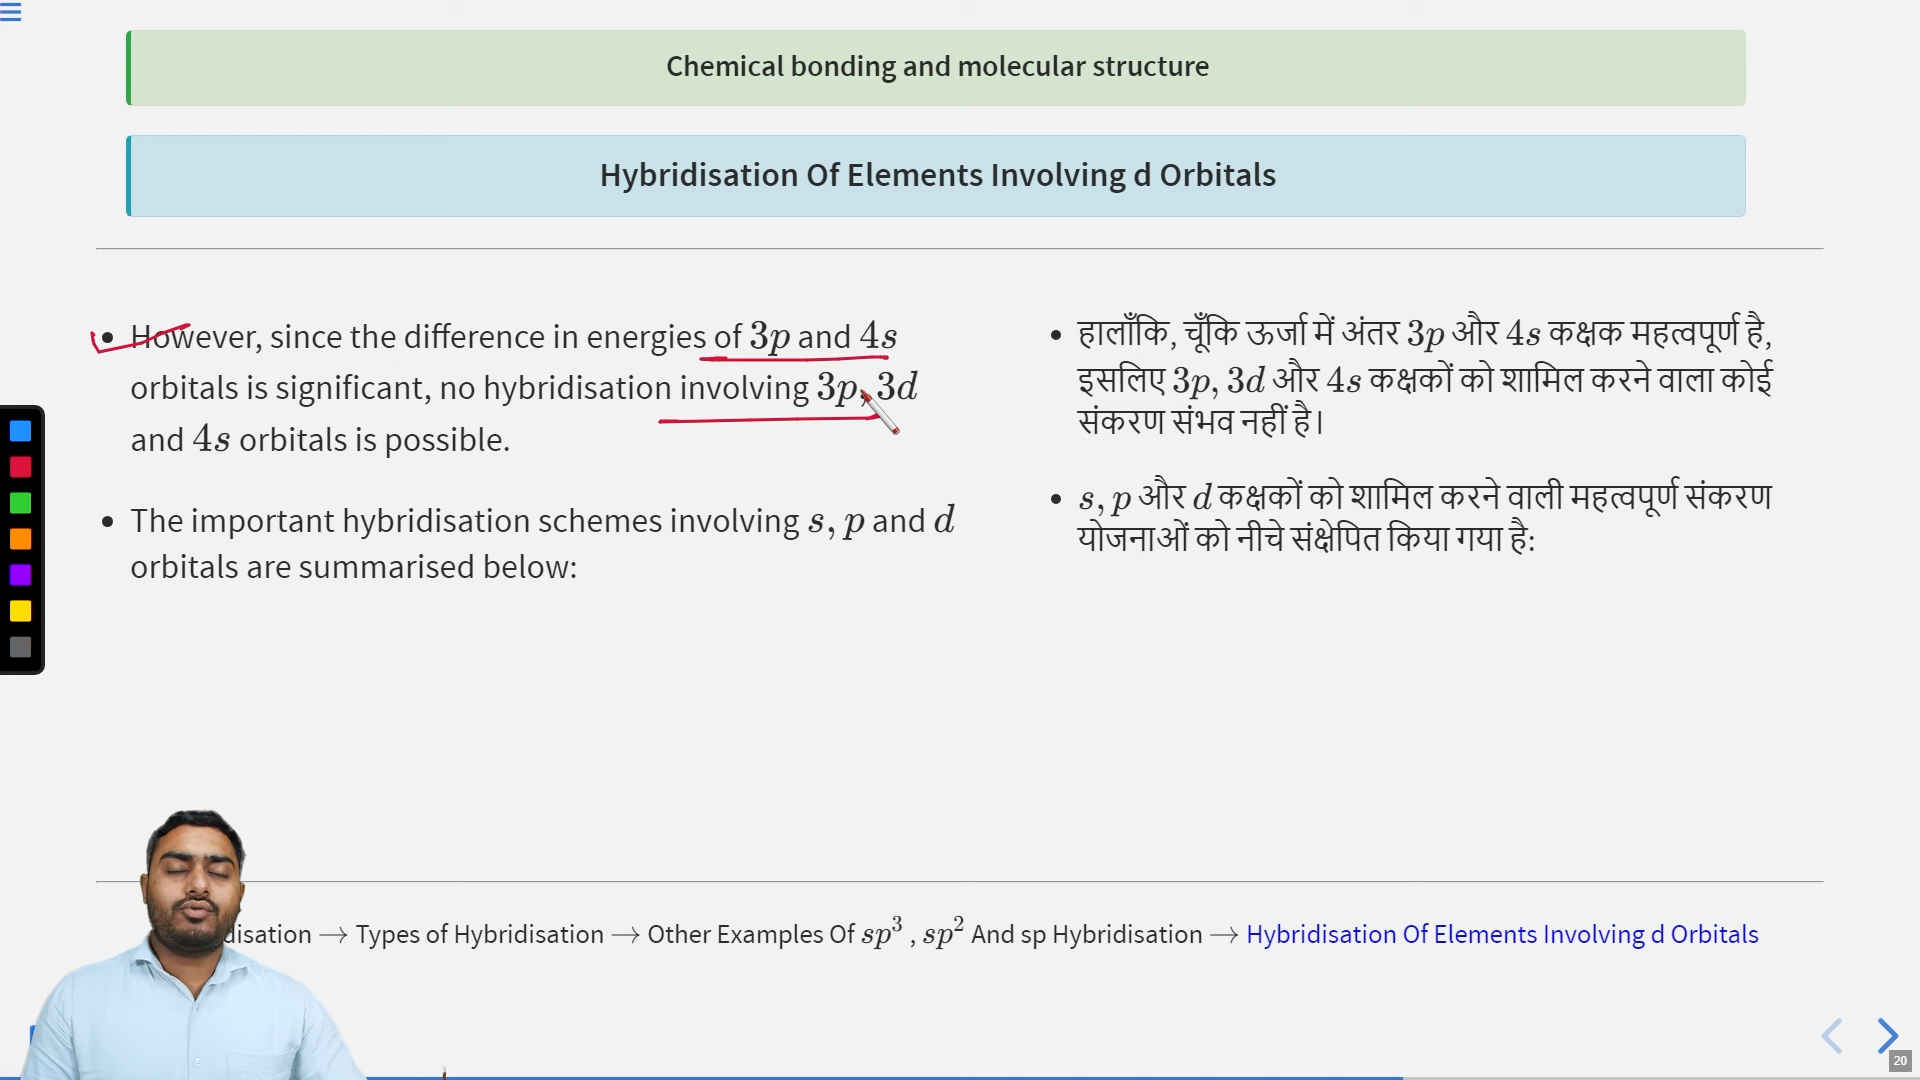 Chemical bonding and molecular structure
Hybridisation Of Elements Involving d Orbitals
• However, since the difference in energies of 3p and 4s
orbitals is significant, no hybridisation involving 3p, 3d
and 4s orbitals is possible.
• The important hybridisation schemes involving s, p and d
orbitals are summarised below:
• हालाँकि, चूँकि ऊर्जा में अंतर 3p और 4s कक्षक महत्वपूर्ण है,
इसलिए 3p, 3d और 4s कक्षकों को शामिल करने वाला कोई
संकरण संभव नहीं है।
• s, p और d कक्षकों को शामिल करने वाली महत्वपूर्ण संकरण
योजनाओं को नीचे संक्षेपित किया गया है:
disation → Types of Hybridisation → Other Examples Of sp³ , sp² And sp Hybridisation → Hybridisation Of Elements Involving d Orbitals
20